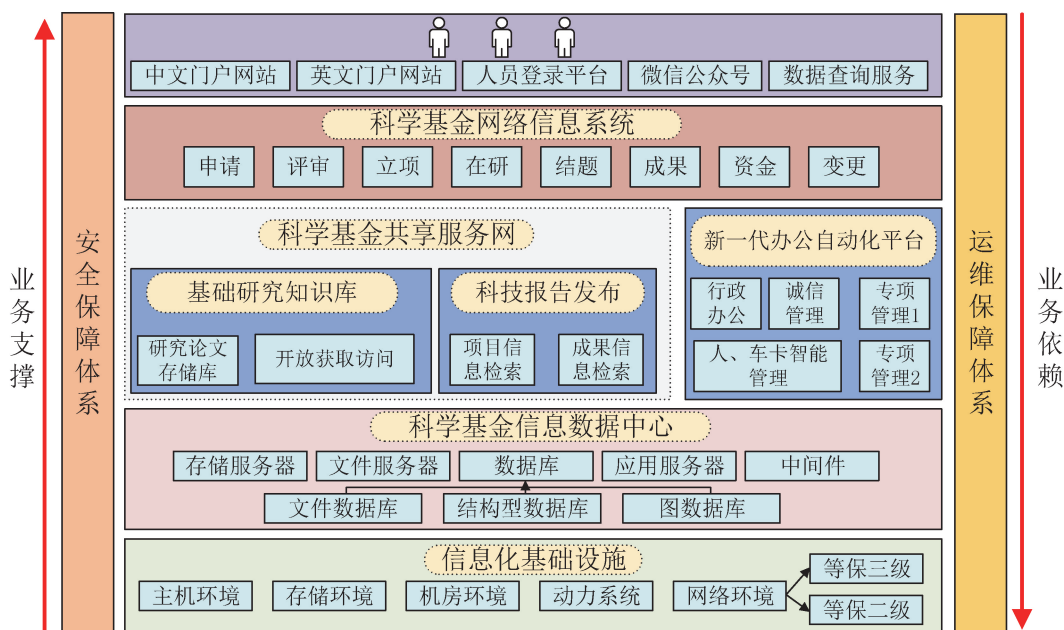 业务支撑
安全保障体系
中文门户网站
英文门户网站
人员登录平台
微信公众号
数据查询服务
科学基金网络信息系统
申请
评审
立项
在研
结题
成果
资金
变更
科学基金共享服务网
基础研究知识库
研究论文
存储库
开放获取访问
科技报告发布
项目信
息检索
成果信
息检索
新一代办公自动化平台
行政
办公
诚信
管理
专项
管理1
人、车卡智能
管理
专项
管理2
科学基金信息数据中心
存储服务器
文件服务器
数据库
应用服务器
中间件
文件数据库
结构型数据库
图数据库
信息化基础设施
主机环境
存储环境
机房环境
动力系统
网络环境
等保三级
等保二级
运维保障体系
业务依赖